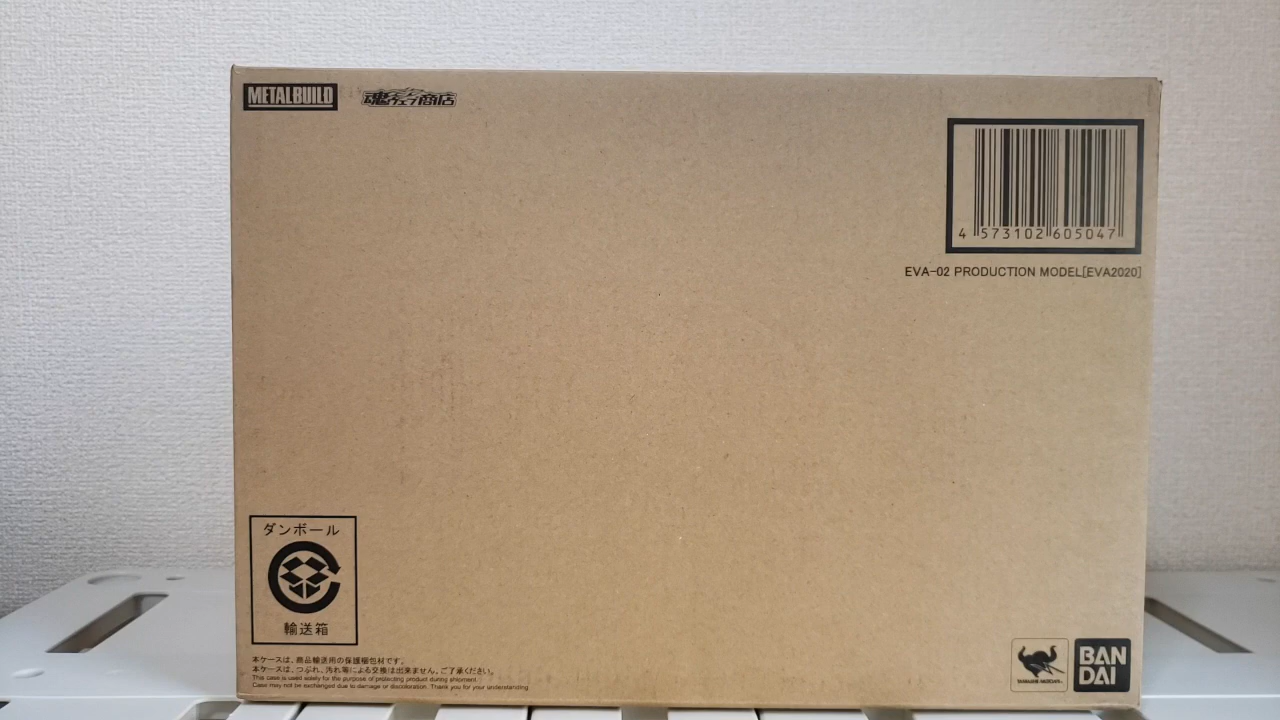 METALBUILD
魂ウェブ商店
4 573102 605047
EVA-02 PRODUCTION MODEL[EVA2020]
ダンボール
輸送箱
本ケースは、商品輸送用の保護梱包材です。
本ケースは、つぶれ、汚れ等による交換は出来ません。ご了承ください。
This case is used solely for the purpose of protecting product during shipment.
Case may not be exchanged due to damage or discoloration. Thank you for your understanding
TAMASHII NATIONS
BAN
DAI